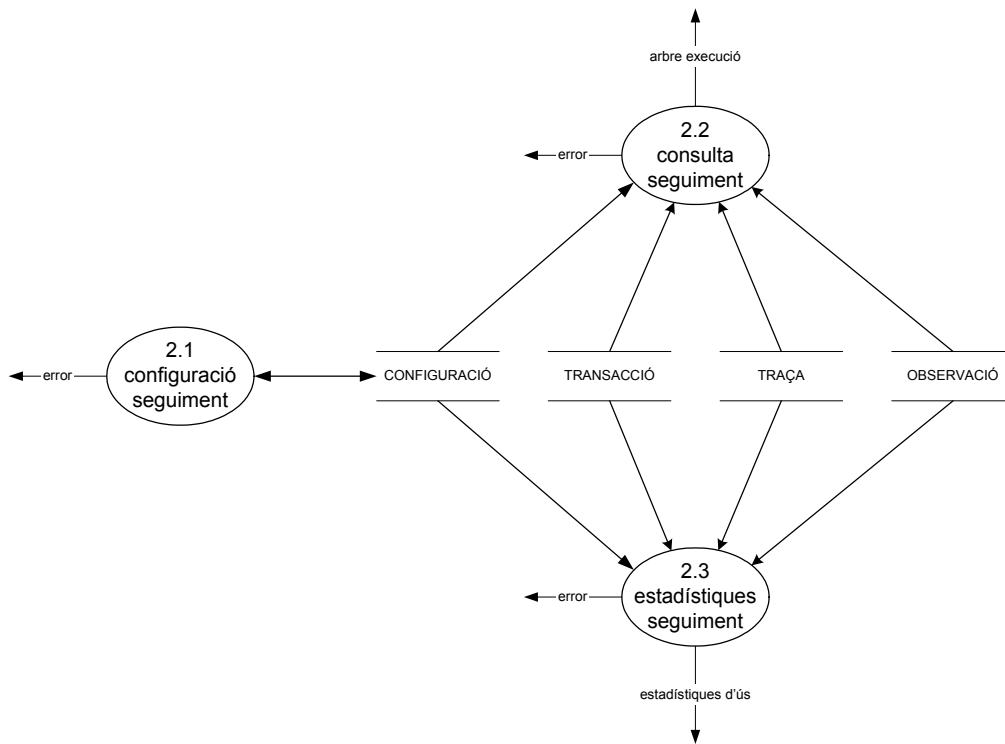 arbre execució
2.2
consulta
seguiment
error
2.1
configuració
seguiment
error
CONFIGURACIÓ
TRANSACCIÓ
TRAÇA
OBSERVACIÓ
2.3
estadístiques
seguiment
error
estadístiques d'ús